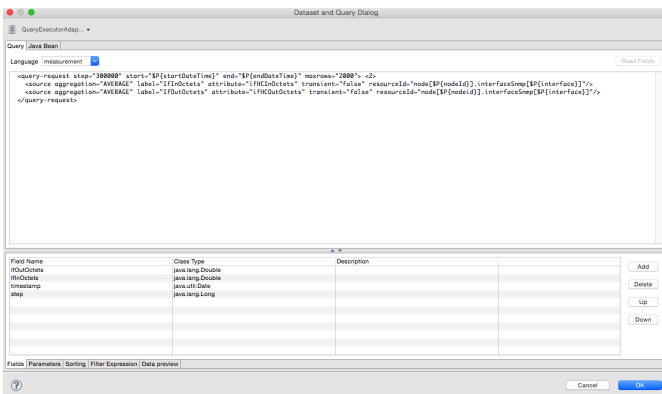 Dataset and Query Dialog
QueryExecutorAdap...
Query Java Bean
Language measurement Read Fields
<query-request step="300000" start="$P{startDateTime}" end="$P{endDateTime}" maxrows="2000"> <2>
<source aggregation="AVERAGE" label="IfInOctets" attribute="ifHCInOctets" transient="false" resourceId="node[$P{nodeId}].interfaceSnmp[$P{interface}]"/>
<source aggregation="AVERAGE" label="IfOutOctets" attribute="ifHCOutOctets" transient="false" resourceId="node[$P{nodeid}].interfaceSnmp[$P{interface}]"/>
</query-request>
Field Name Class Type Description
IfOutOctets java.lang.Double
IfInOctets java.lang.Double
timestamp java.util.Date
step java.lang.Long
Add
Delete
Up
Down
Fields Parameters Sorting Filter Expression Data preview
? Cancel OK